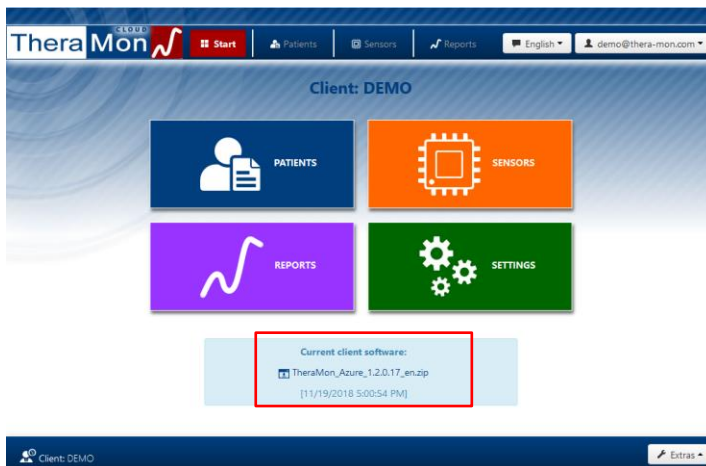 CLOUD
Thera Mon
Start
Patients
Sensors
Reports
English
demo@thera-mon.com
Client: DEMO
PATIENTS
SENSORS
REPORTS
SETTINGS
Current client software:
TheraMon_Azure_1.2.0.17_en.zip
[11/19/2018 5:00:54 PM]
Client: DEMO
Extras